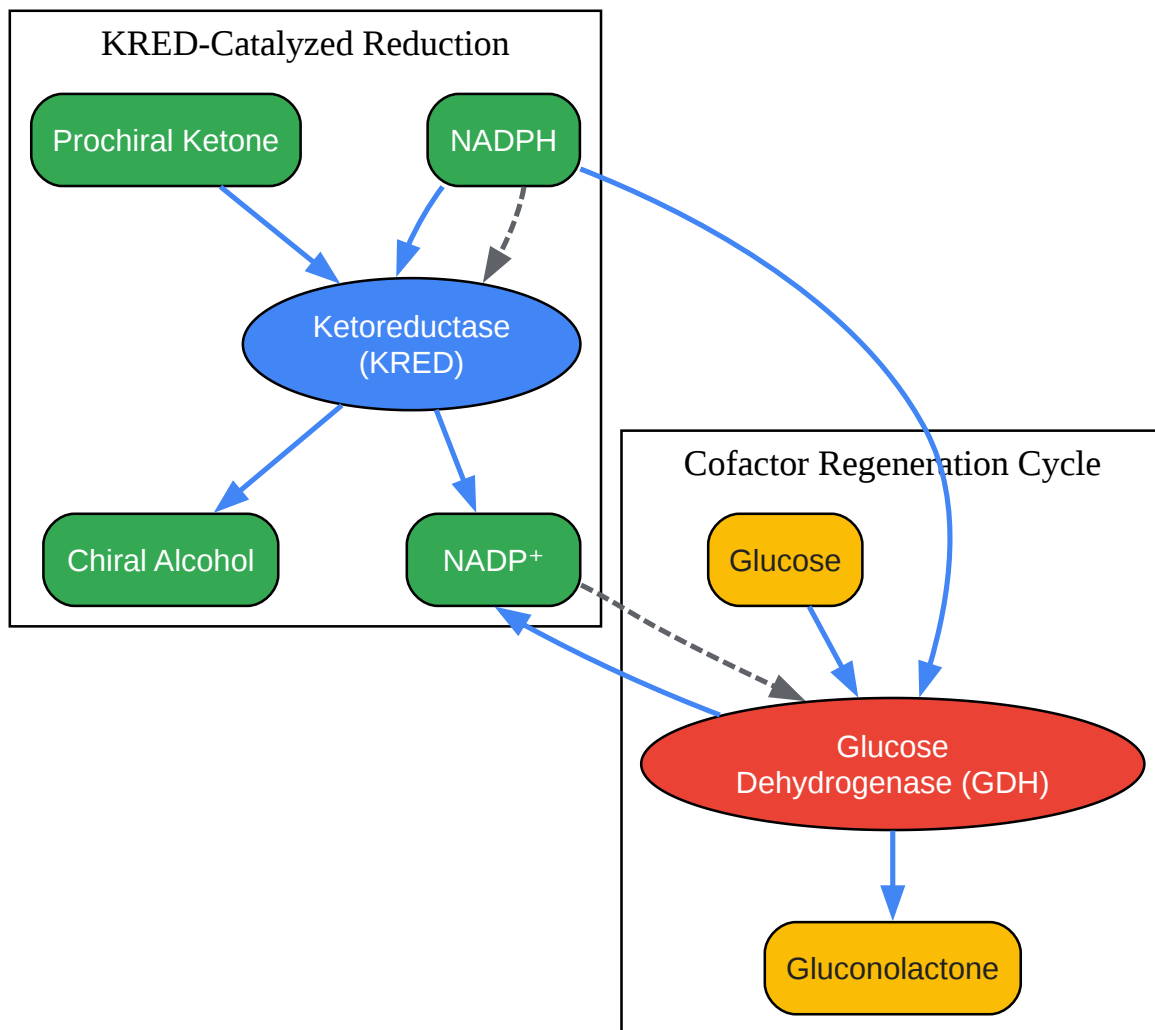 KRED-Catalyzed Reduction
Prochiral Ketone
NADPH
Ketoreductase
(KRED)
Chiral Alcohol
NADP⁺
Cofactor Regeneration Cycle
Glucose
Glucose
Dehydrogenase (GDH)
Gluconolactone